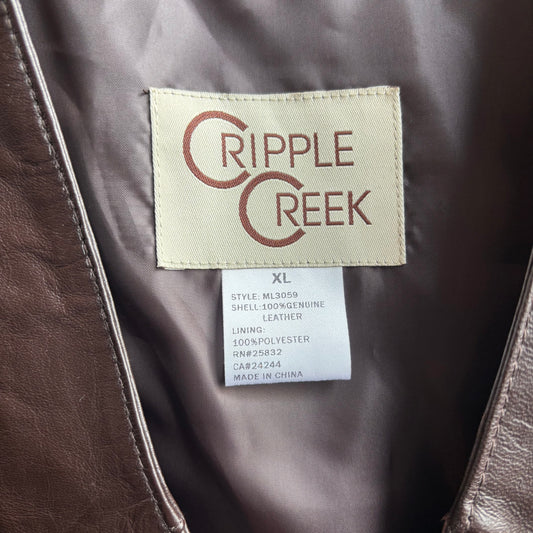 CRIPPLE
CREEK
XL
STYLE: ML3059
SHELL:100%GENUINE
LEATHER
LINING:
100%POLYESTER
RN#25832
CA#24244
MADE IN CHINA